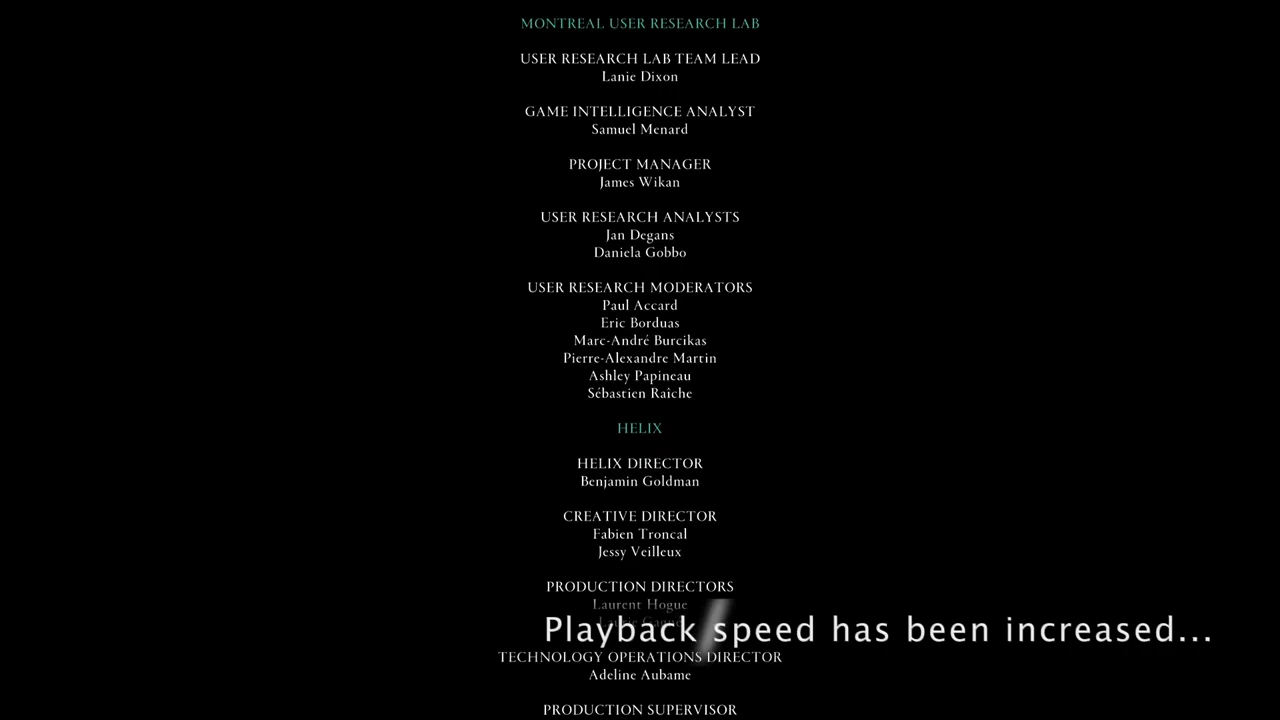 MONTREAL USER RESEARCH LAB
USER RESEARCH LAB TEAM LEAD
Lanie Dixon
GAME INTELLIGENCE ANALYST
Samuel Menard
PROJECT MANAGER
James Wikan
USER RESEARCH ANALYSTS
Jan Degans
Daniela Gobbo
USER RESEARCH MODERATORS
Paul Accard
Eric Borduas
Marc-André Burcikas
Pierre-Alexandre Martin
Ashley Papineau
Sébastien Raîche
HELIX
HELIX DIRECTOR
Benjamin Goldman
CREATIVE DIRECTOR
Fabien Troncal
Jessy Veilleux
PRODUCTION DIRECTORS
Laurent Hogue
Playback speed has been increased...
TECHNOLOGY OPERATIONS DIRECTOR
Adeline Aubame
PRODUCTION SUPERVISOR